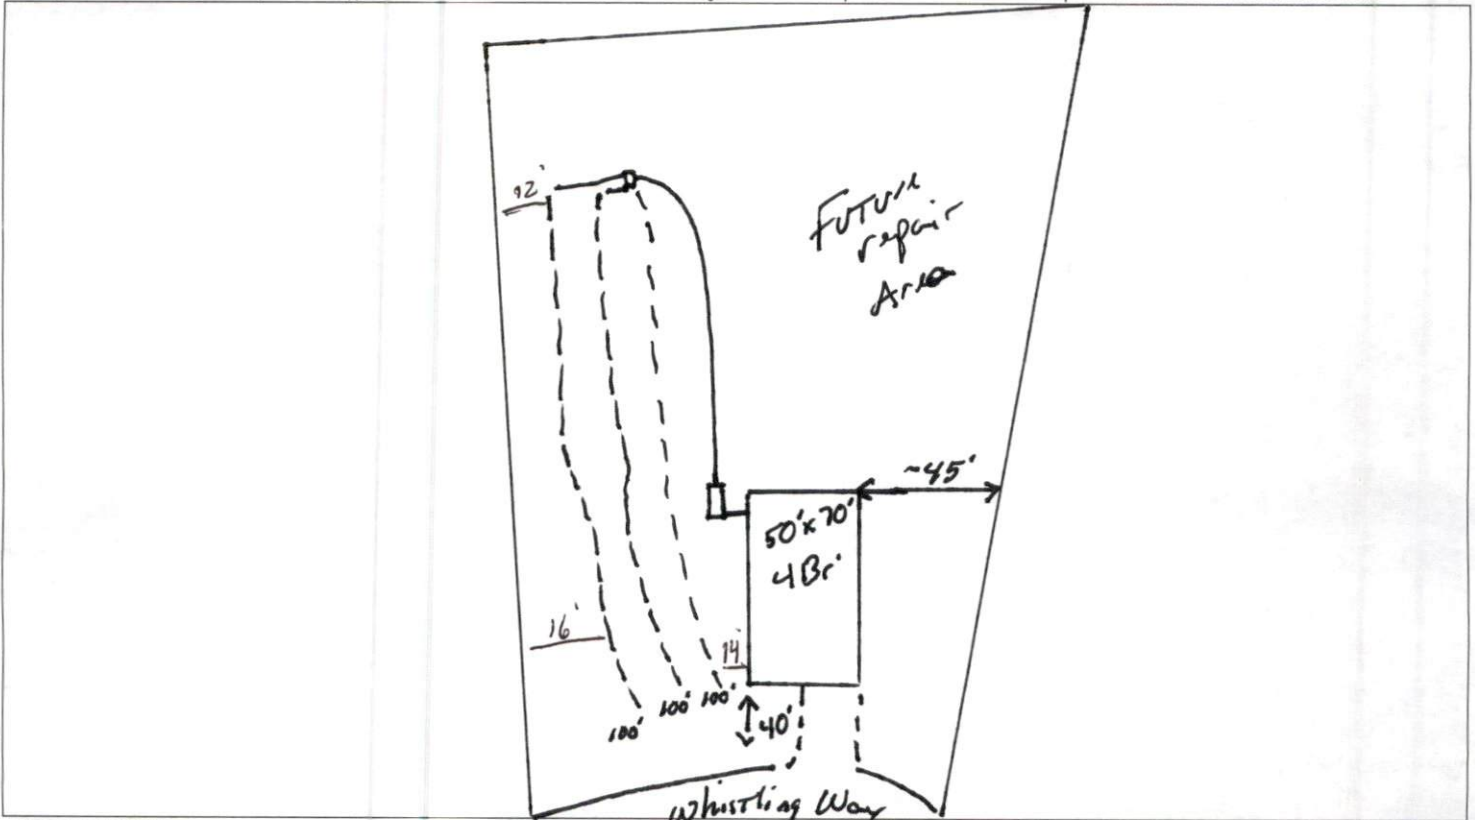 12'
Future
repair
Area
~45'
50'x70'
4Br
16'
14'
100'
100'
100'
40'
Whistling Way